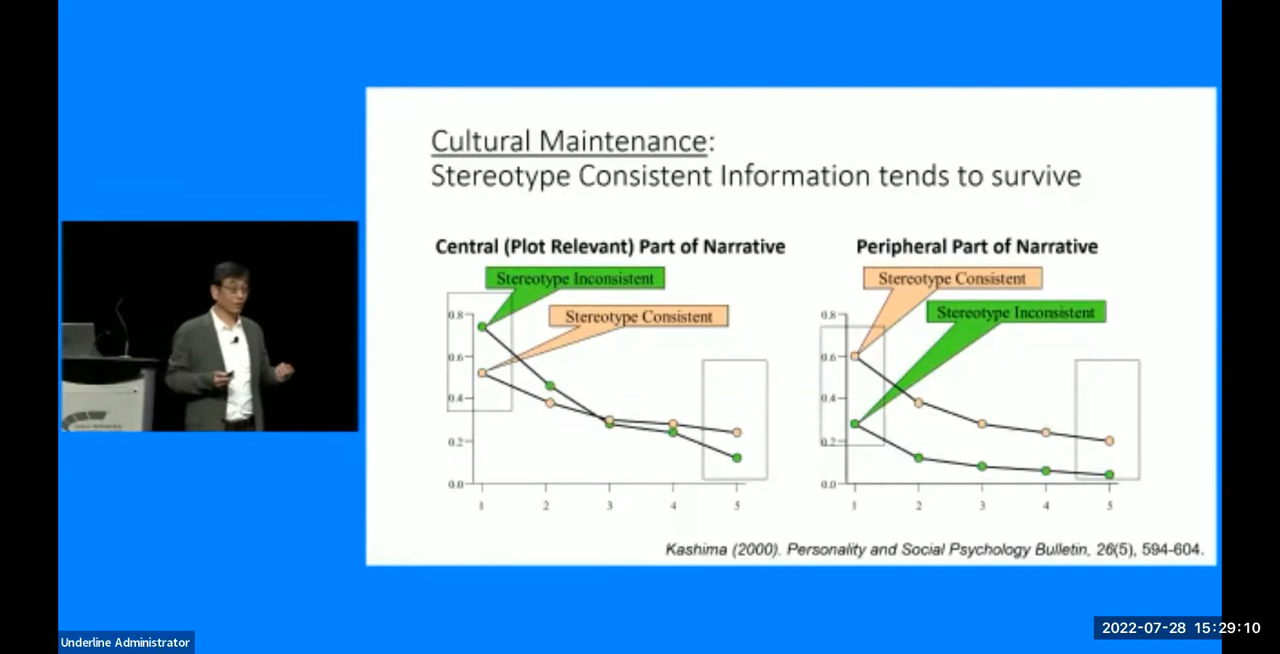 Cultural Maintenance:
Stereotype Consistent Information tends to survive
Central (Plot Relevant) Part of Narrative
Stereotype Inconsistent
Stereotype Consistent
0.8
0.6
0.4
0.2
0.0
1 2 3 4 5
Peripheral Part of Narrative
Stereotype Consistent
Stereotype Inconsistent
0.8
0.6
0.4
0.2
0.0
1 2 3 4 5
Kashima (2000). Personality and Social Psychology Bulletin, 26(5), 594-604.
Underline Administrator
2022-07-28 15:29:10